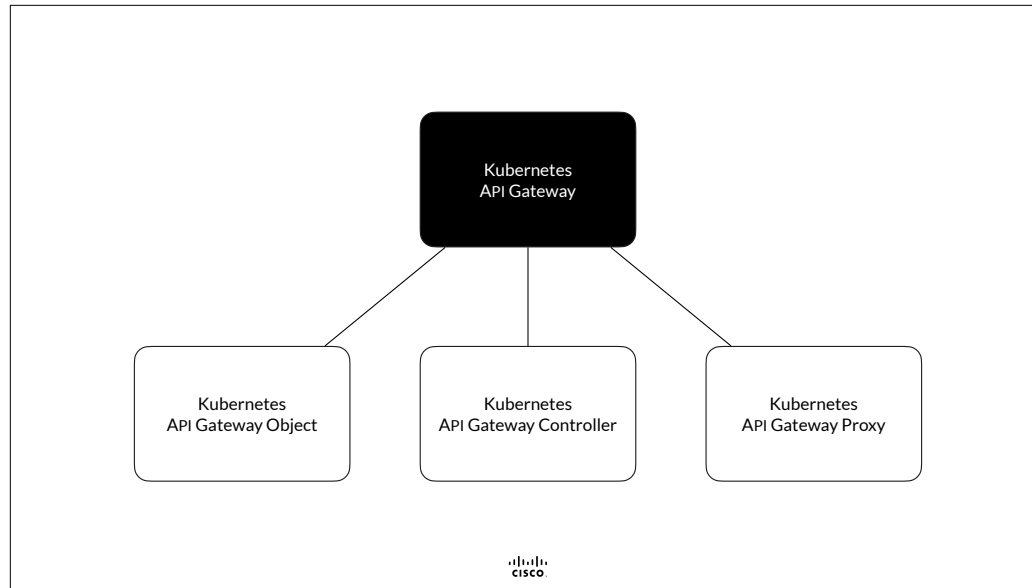 Kubernetes
API Gateway
Kubernetes
API Gateway Object
Kubernetes
API Gateway Controller
Kubernetes
API Gateway Proxy
CISCO